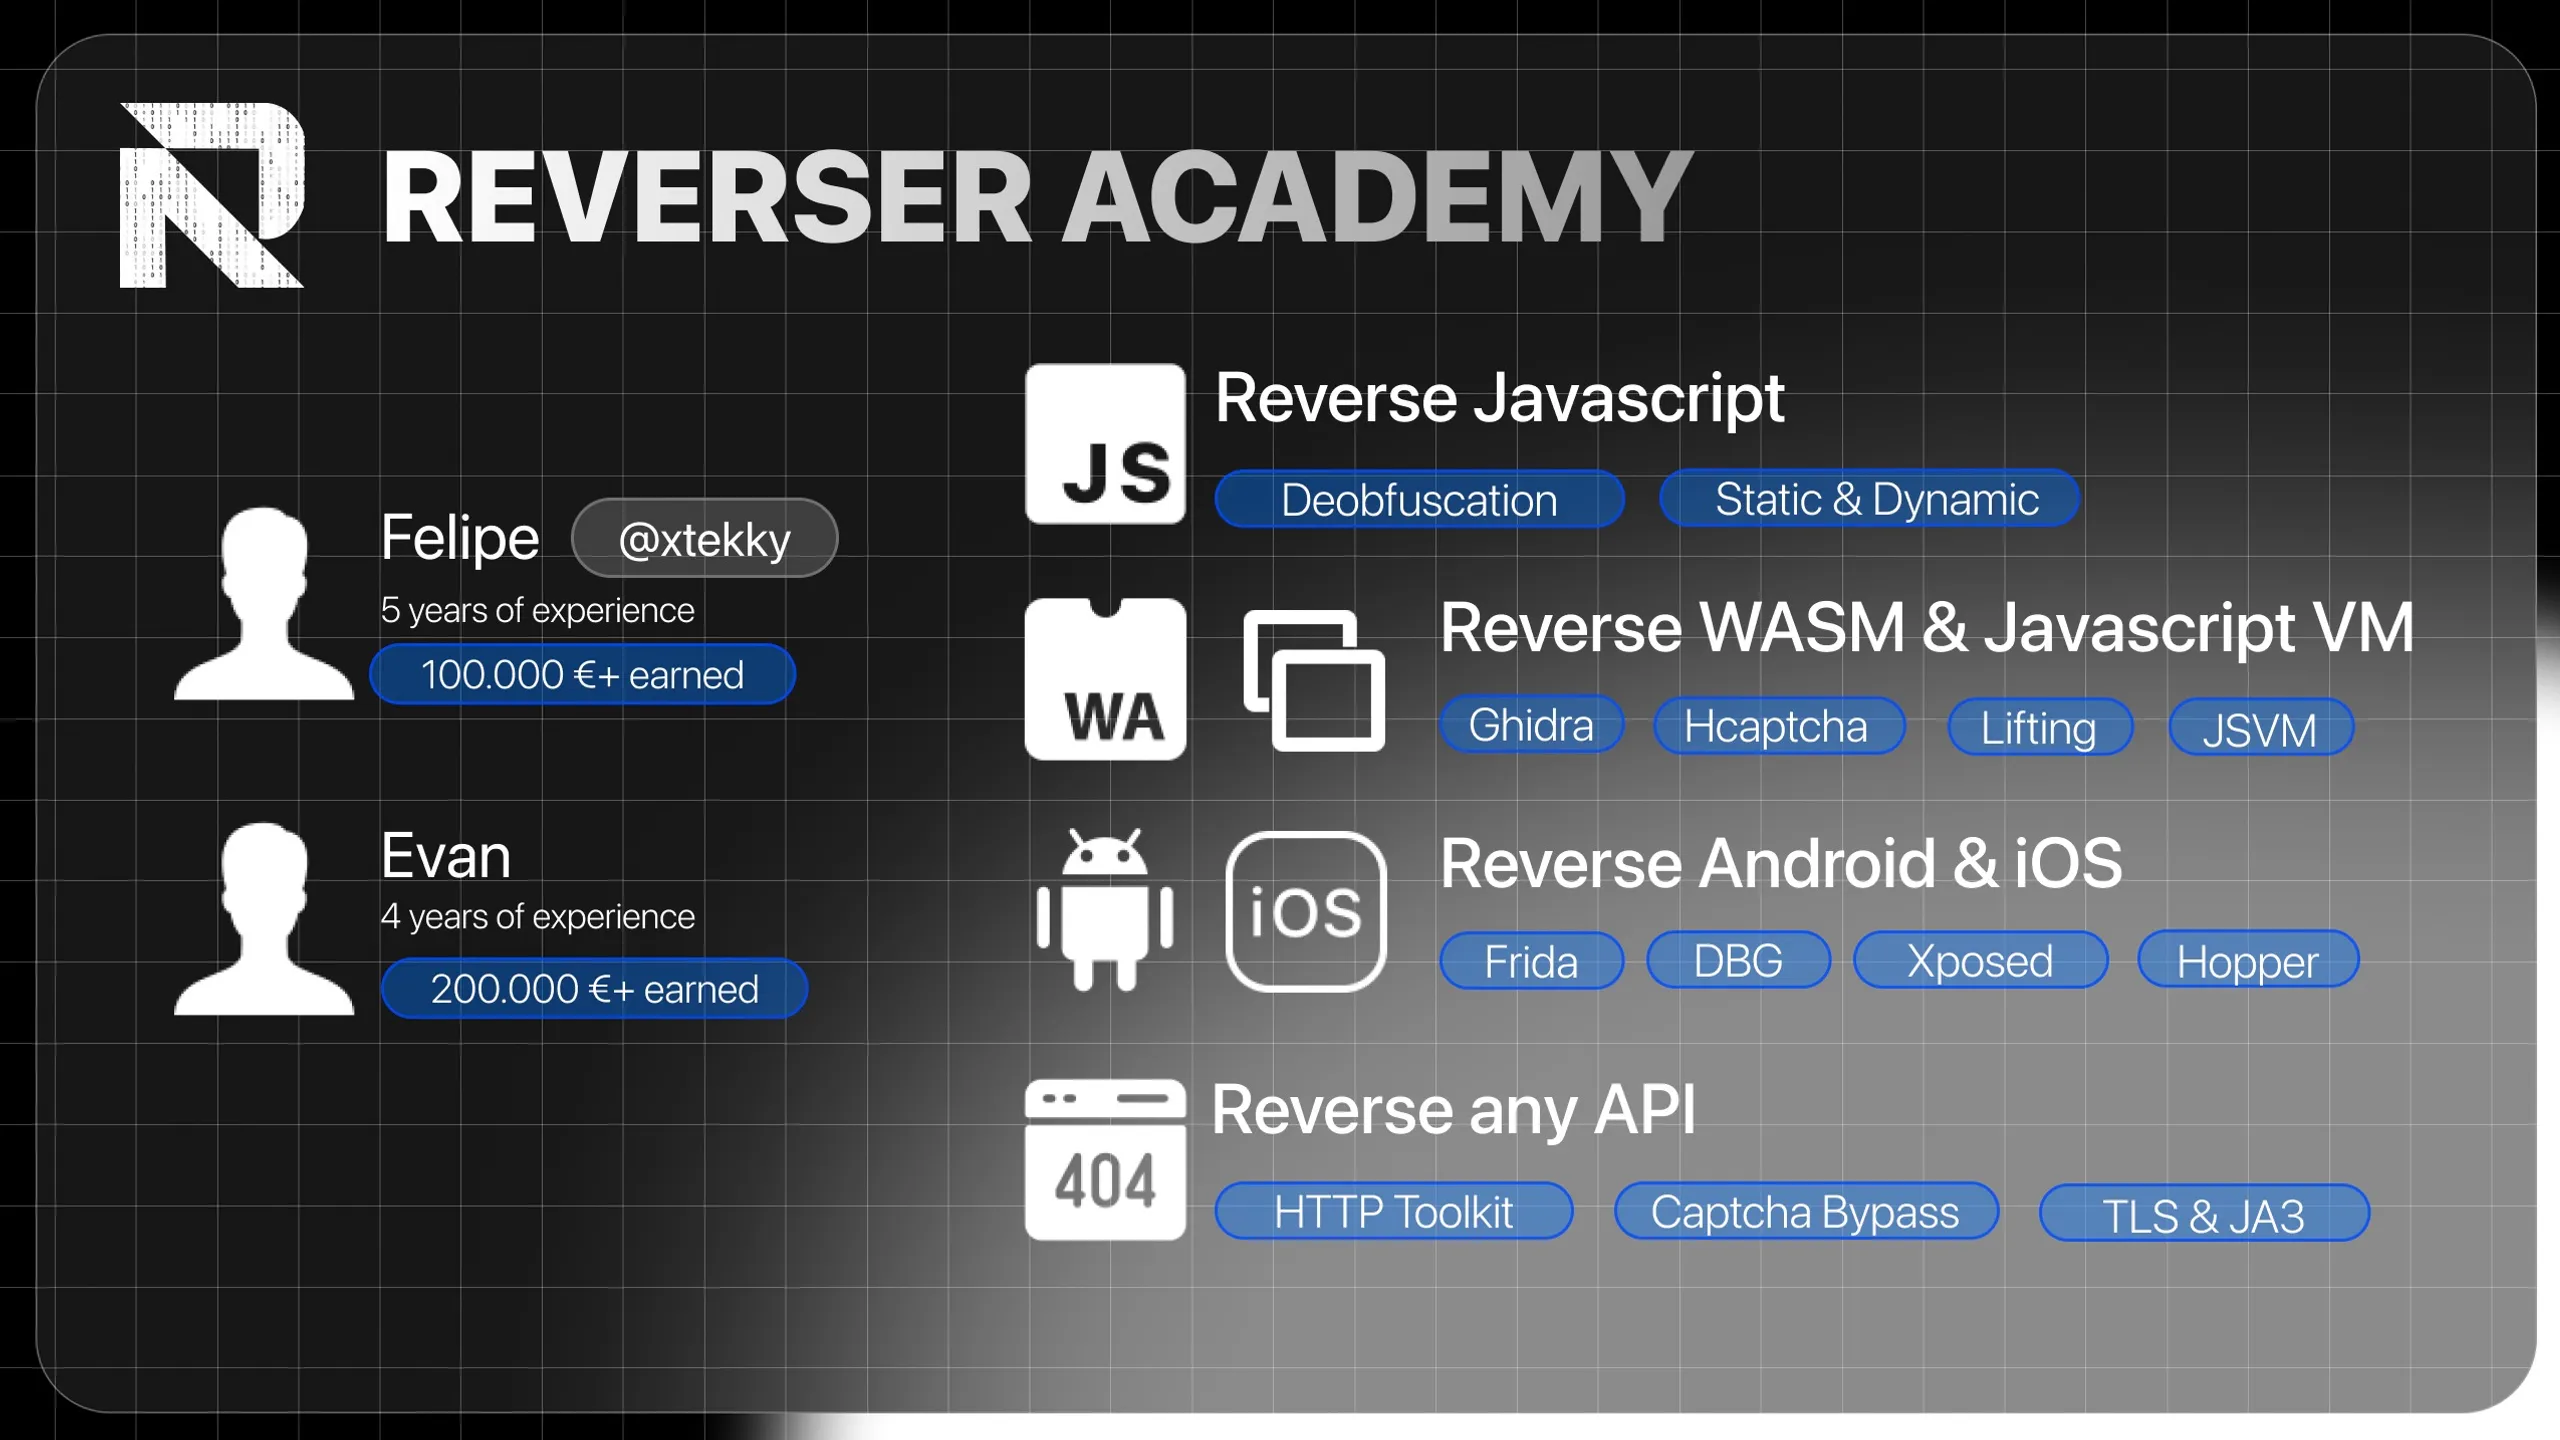 REVERSER ACADEMY
Felipe @xtekky
5 years of experience
100.000 €+ earned
Evan
4 years of experience
200.000 €+ earned
JS
Reverse Javascript
Deobfuscation Static & Dynamic
WA
Reverse WASM & Javascript VM
Ghidra Hcaptcha Lifting JSVM
iOS
Reverse Android & iOS
Frida DBG Xposed Hopper
404
Reverse any API
HTTP Toolkit Captcha Bypass TLS & JA3